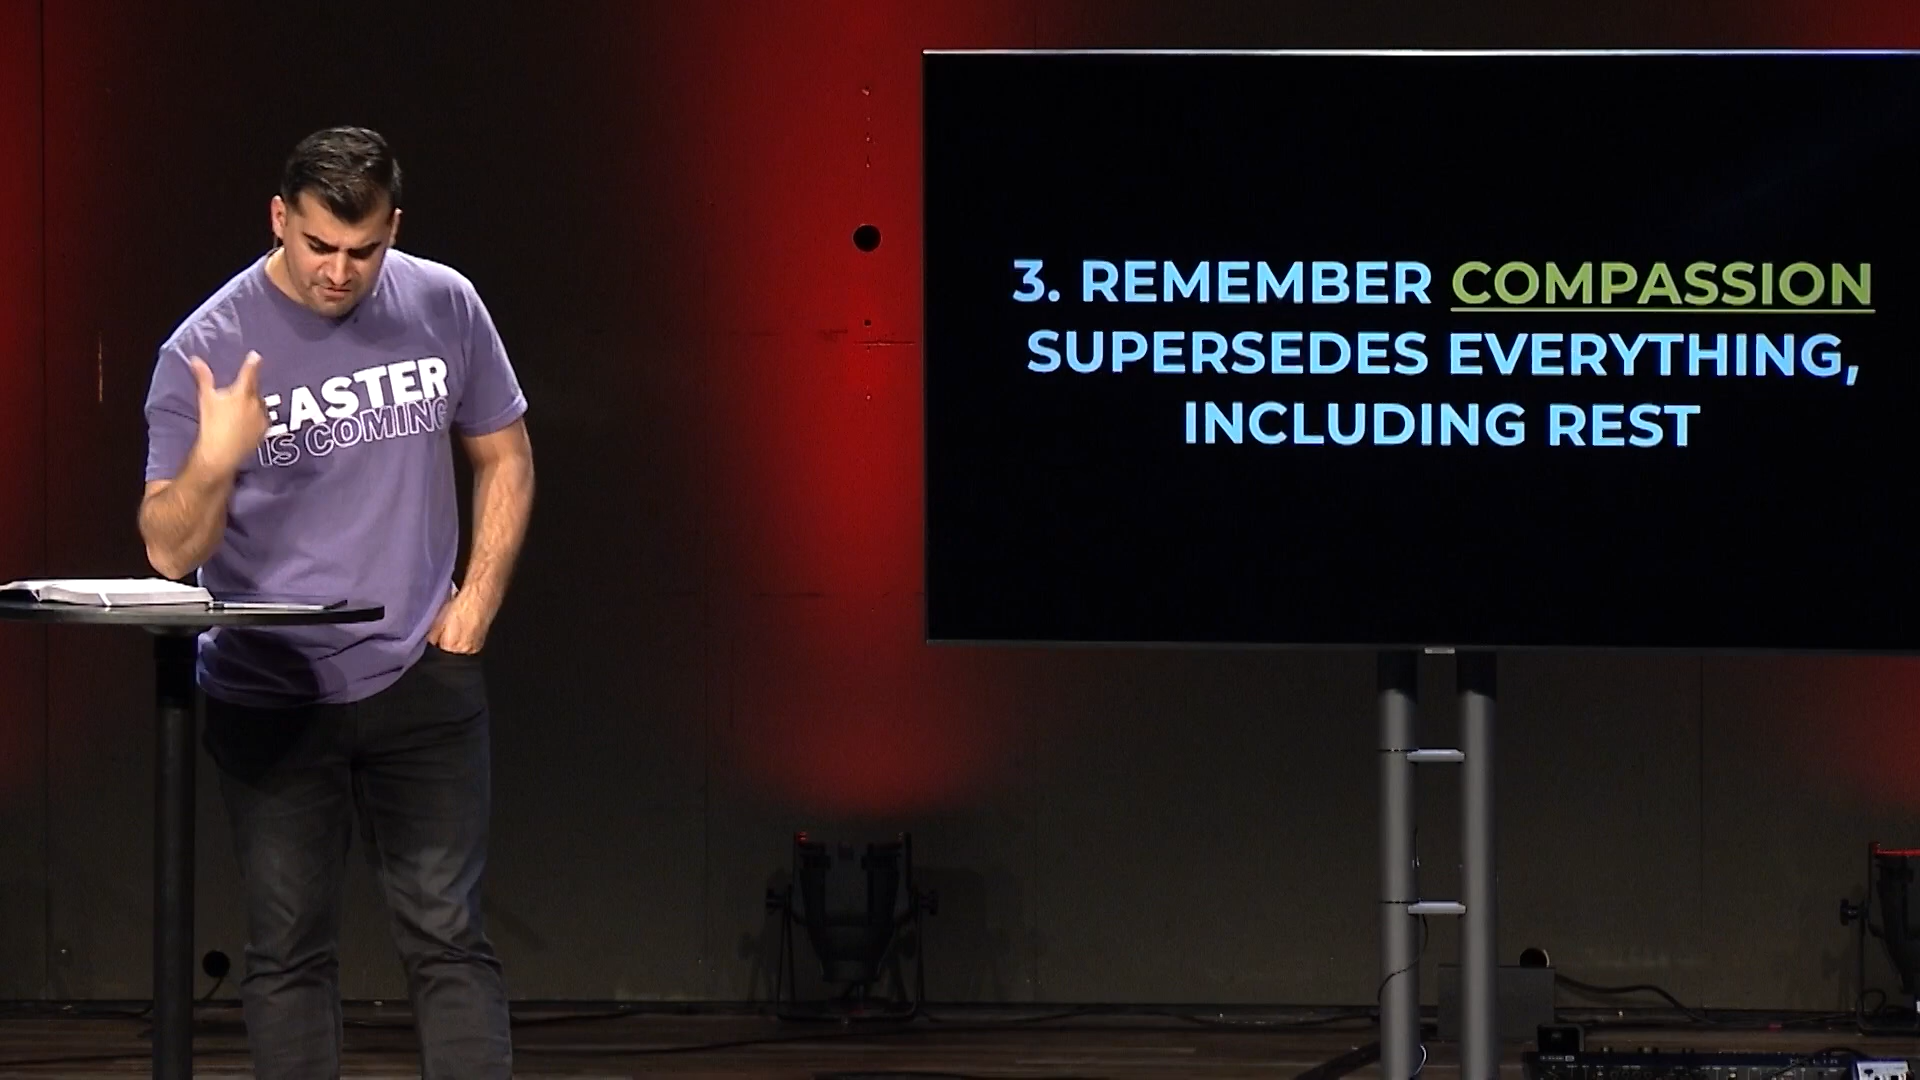 EASTER
IS COMING
3. REMEMBER COMPASSION
SUPERSEDES EVERYTHING,
INCLUDING REST